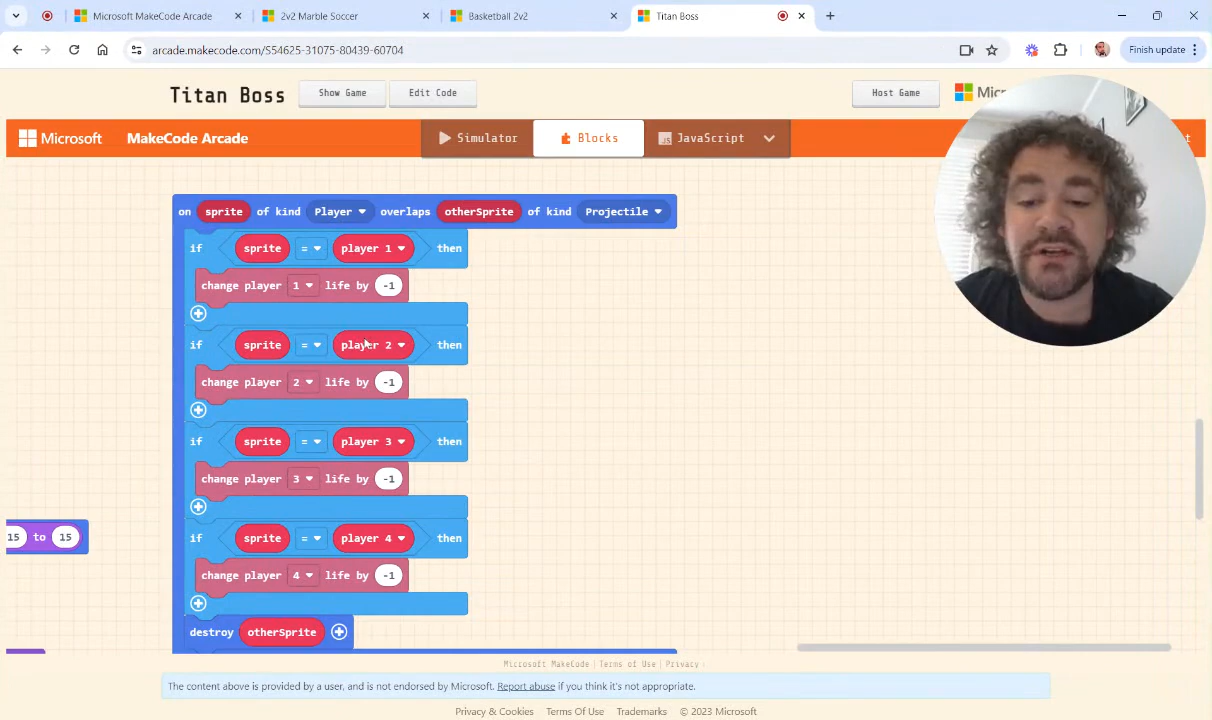 Microsoft MakeCode Arcade
2v2 Marble Soccer
Basketball 2v2
Titan Boss
arcade.makecode.com/S54625-31075-80439-60704
Finish update
Titan Boss
Show Game
Edit Code
Host Game
Microsoft
MakeCode Arcade
Simulator
Blocks
JavaScript
on sprite of kind Player overlaps otherSprite of kind Projectile
if sprite = player 1 then
change player 1 life by -1
if sprite = player 2 then
change player 2 life by -1
if sprite = player 3 then
change player 3 life by -1
15 to 15
if sprite = player 4 then
change player 4 life by -1
destroy otherSprite
Microsoft MakeCode | Terms of Use | Privacy
The content above is provided by a user, and is not endorsed by Microsoft. Report abuse if you think it's not appropriate.
Privacy & Cookies Terms Of Use Trademarks © 2023 Microsoft